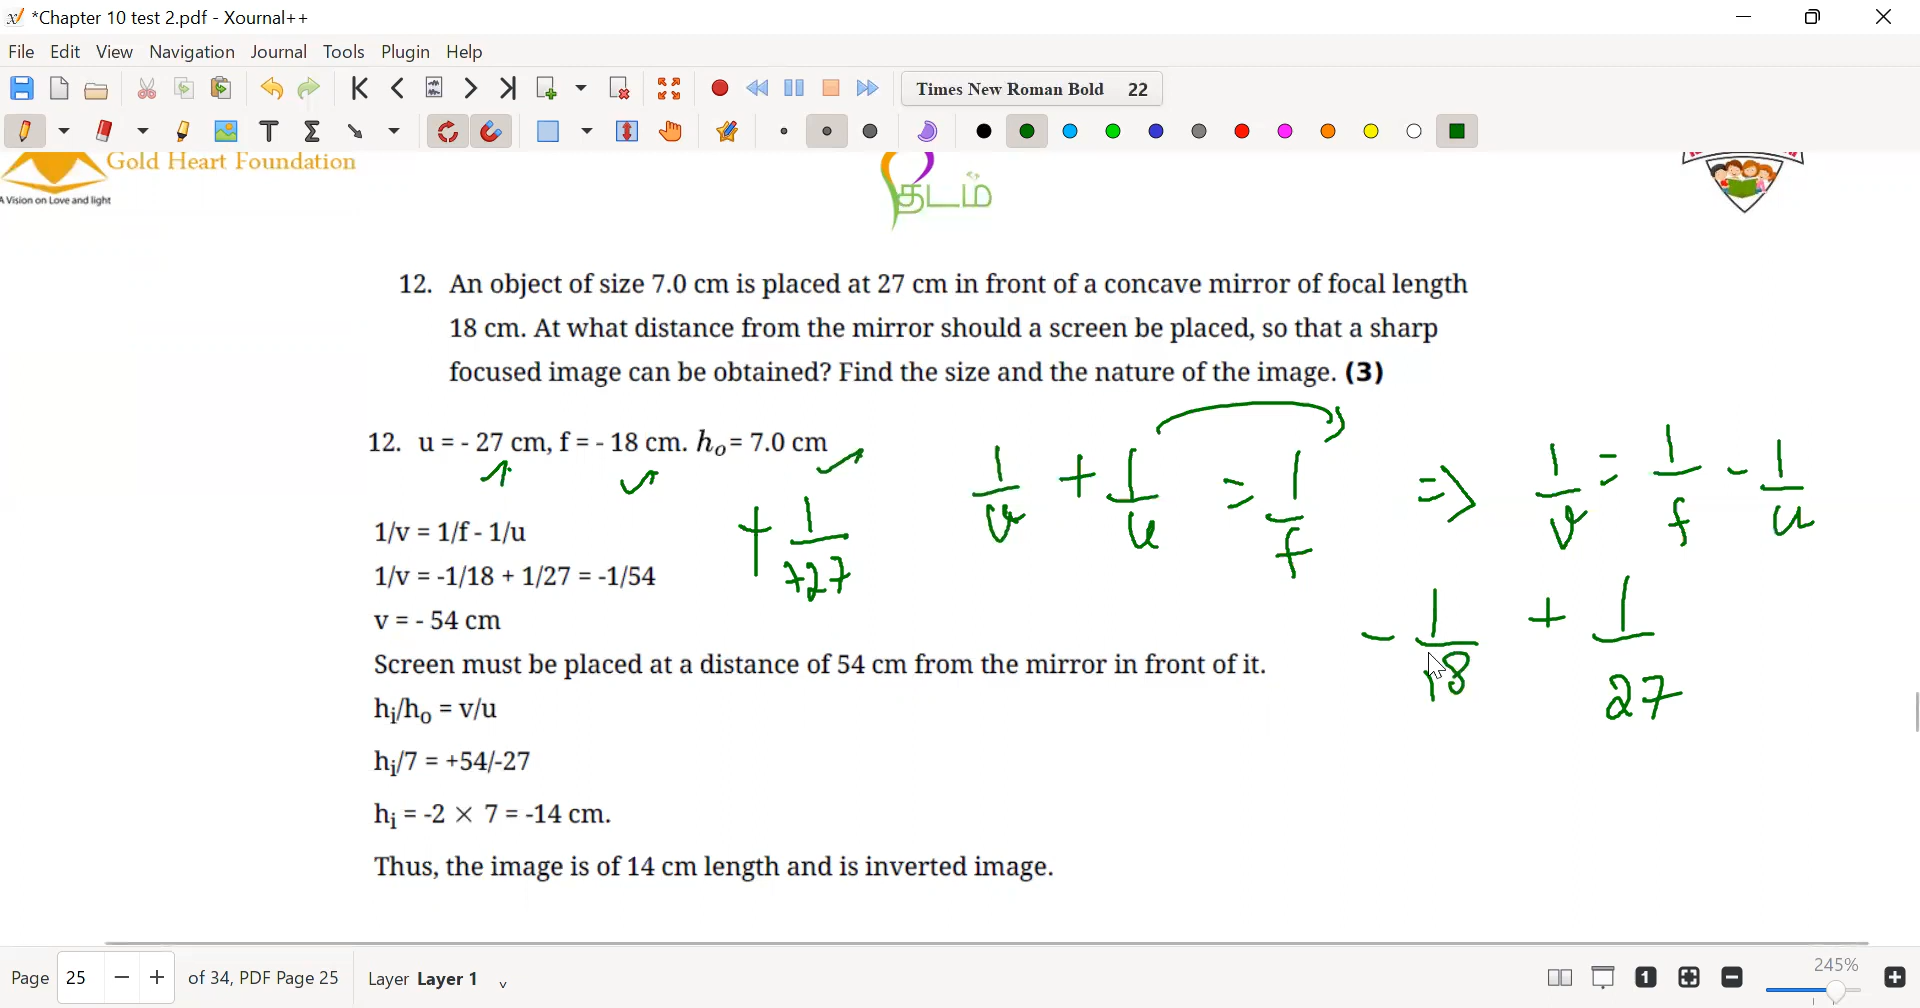 *Chapter 10 test 2.pdf - Xournal++
File Edit View Navigation Journal Tools Plugin Help
Times New Roman Bold 22
Gold Heart Foundation
A Vision on Love and light
தடம்
12. An object of size 7.0 cm is placed at 27 cm in front of a concave mirror of focal length
18 cm. At what distance from the mirror should a screen be placed, so that a sharp
focused image can be obtained? Find the size and the nature of the image. (3)
12. u = - 27 cm, f = - 18 cm. hₒ = 7.0 cm
1/v + 1/u = 1/f => 1/v = 1/f - 1/u
1/v = 1/f - 1/u
+ 1/+27
1/v = -1/18 + 1/27 = -1/54
- 1/18 + 1/27
v = - 54 cm
Screen must be placed at a distance of 54 cm from the mirror in front of it.
hᵢ/hₒ = v/u
hᵢ/7 = +54/-27
hᵢ = -2 × 7 = -14 cm.
Thus, the image is of 14 cm length and is inverted image.
Page 25 of 34, PDF Page 25 Layer Layer 1
1
245%